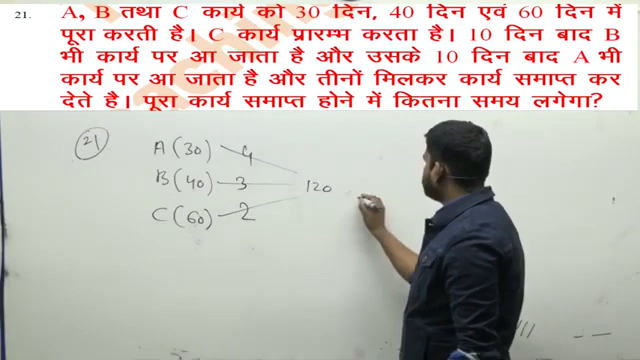 21. A, B तथा C कार्य को 30 दिन, 40 दिन एवं 60 दिन में
पूरा करती है। C कार्य प्रारम्भ करता है। 10 दिन बाद B
भी कार्य पर आ जाता है और उसके 10 दिन बाद A भी
कार्य पर आ जाता है और तीनों मिलकर कार्य समाप्त कर
देते है। पूरा कार्य समाप्त होने में कितना समय लगेगा?
21
A (30) 4
B (40) 3 120
C (60) 2